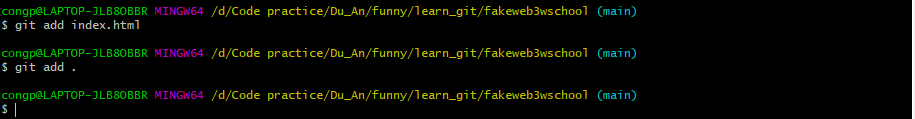 congp@LAPTOP-JLB8OBBR MINGW64 /d/Code practice/Du_An/funny/learn_git/fakeweb3wschool (main)
$ git add index.html
congp@LAPTOP-JLB8OBBR MINGW64 /d/Code practice/Du_An/funny/learn_git/fakeweb3wschool (main)
$ git add .
congp@LAPTOP-JLB8OBBR MINGW64 /d/Code practice/Du_An/funny/learn_git/fakeweb3wschool (main)
$